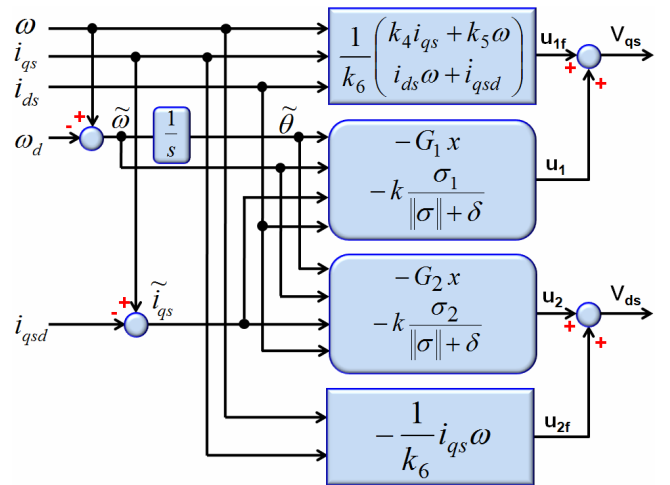 ω
i_qs
i_ds
ω_d
i_qsd
+
-
ω̃
1/s
θ̃
+
-
ĩ_qs
1/k_6 ( k_4 i_qs + k_5 ω
i_ds ω + i̇_qsd )
u_1f
V_qs
+
+
- G_1 x
- k σ_1 / (‖σ‖ + δ)
u_1
- G_2 x
- k σ_2 / (‖σ‖ + δ)
u_2
V_ds
+
+
- 1/k_6 i_qs ω
u_2f